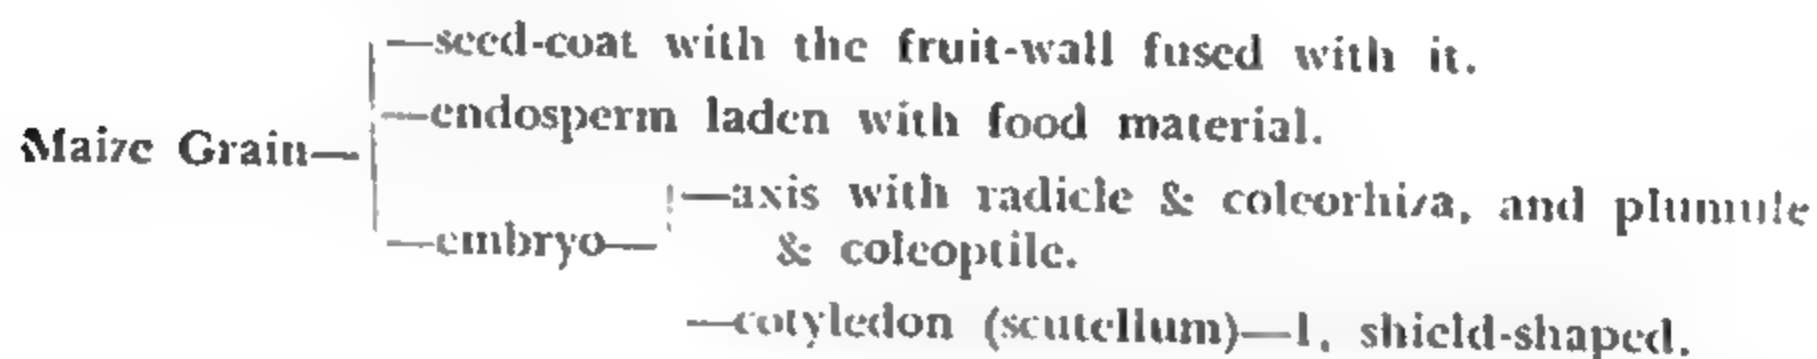 —seed-coat with the fruit-wall fused with it.
—endosperm laden with food material.
Maize Grain—
—axis with radicle & coleorhiza, and plumule
—embryo—
& coleoptile.
—cotyledon (scutellum)—1, shield-shaped.